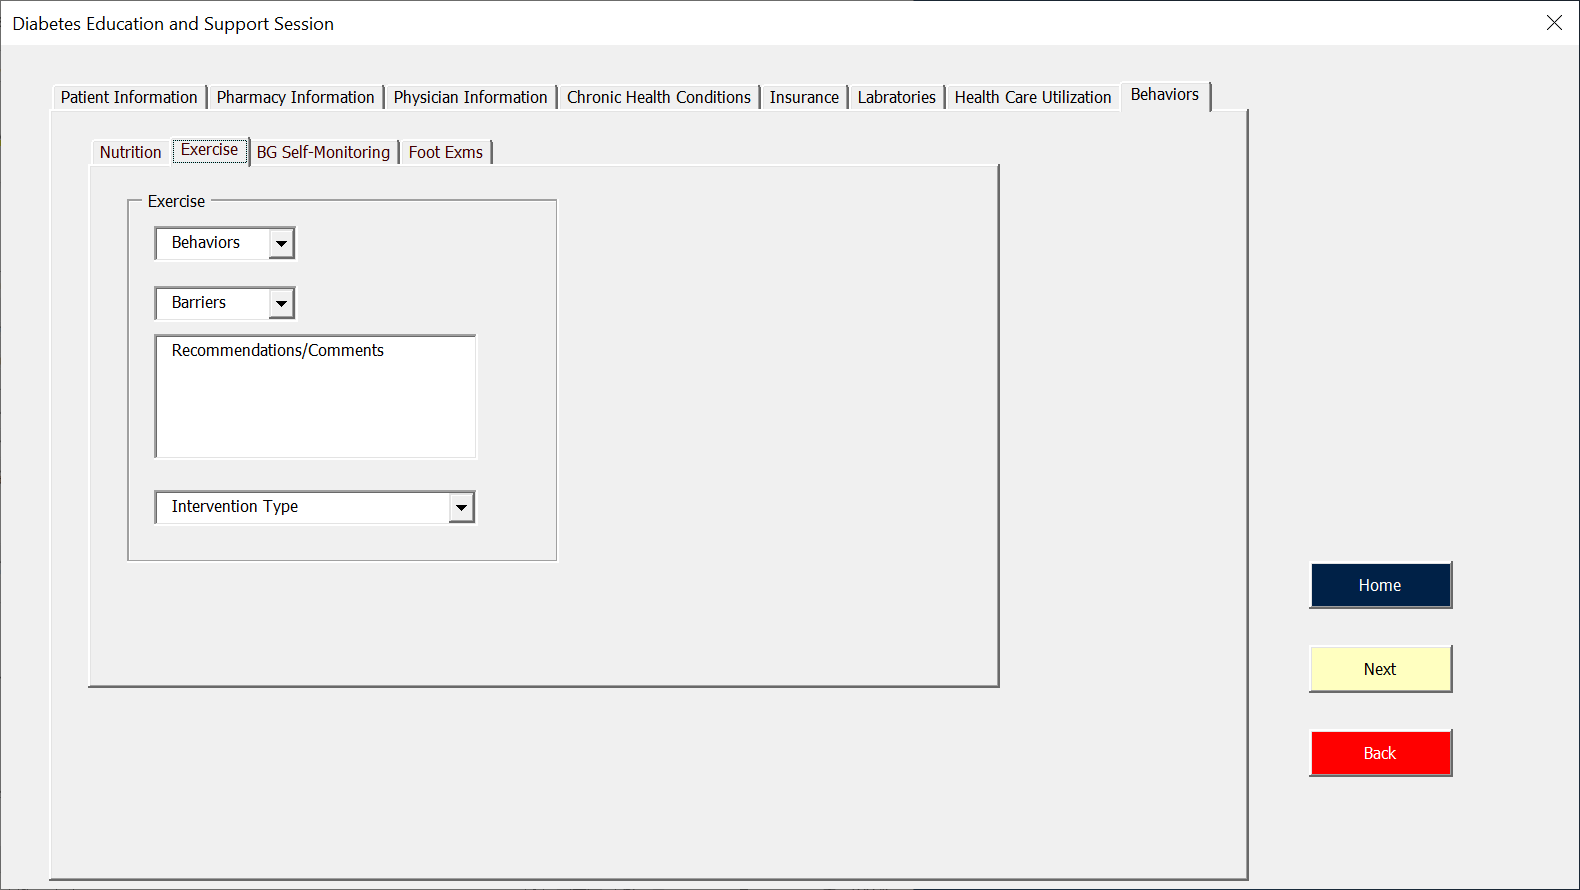 Diabetes Education and Support Session
Patient Information Pharmacy Information Physician Information Chronic Health Conditions Insurance Labratories Health Care Utilization Behaviors
Nutrition Exercise BG Self-Monitoring Foot Exms
Exercise
Behaviors
Barriers
Recommendations/Comments
Intervention Type
Home
Next
Back